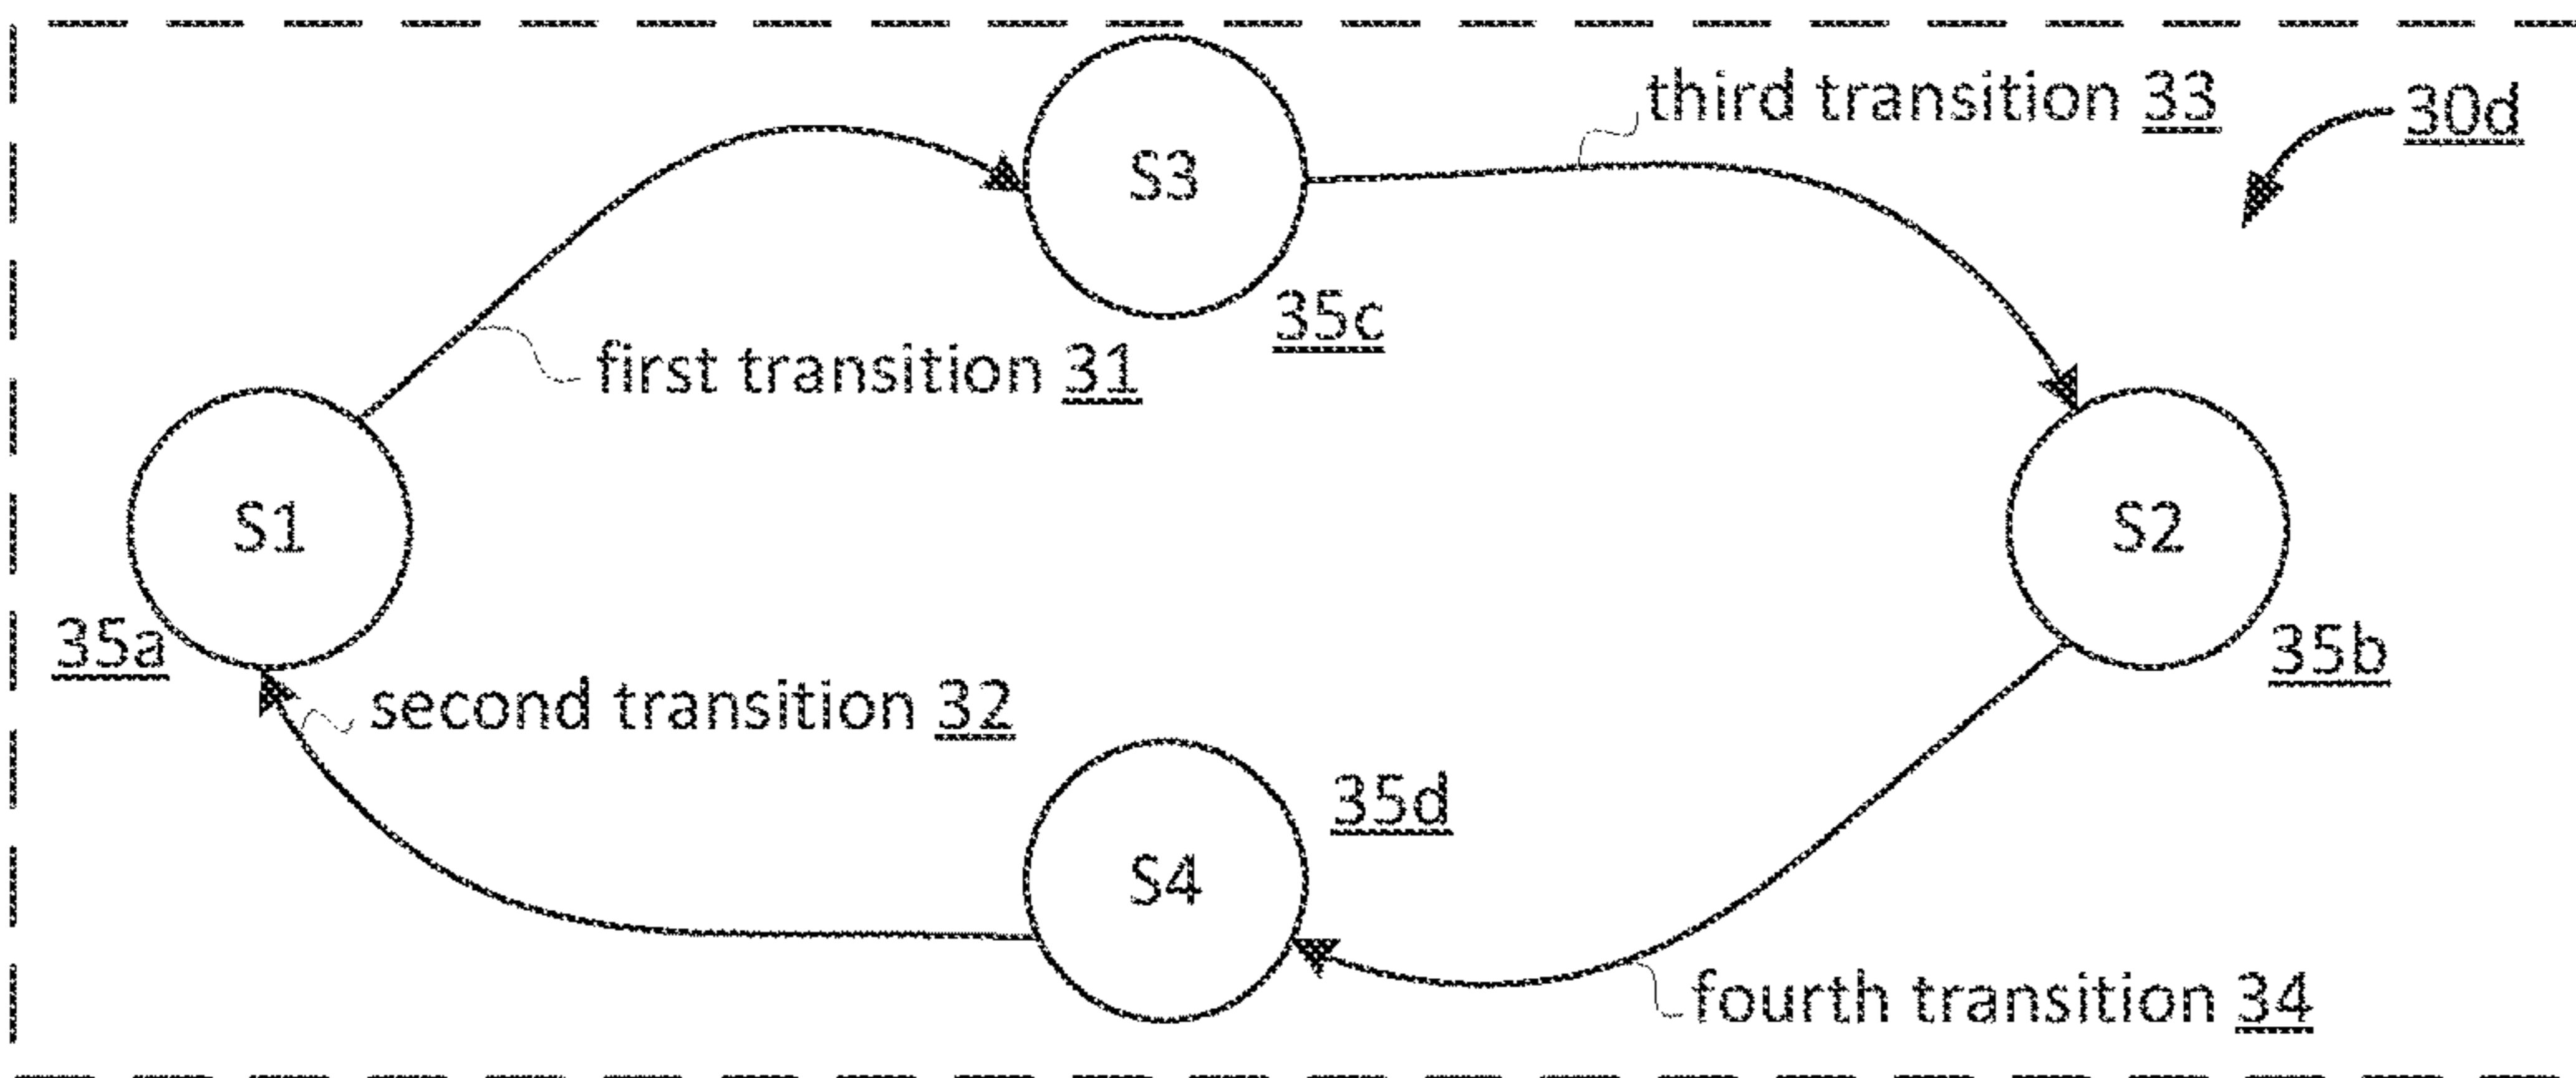 third transition 33
30d
S3
35c
first transition 31
S1
S2
35a
35b
second transition 32
35d
S4
fourth transition 34